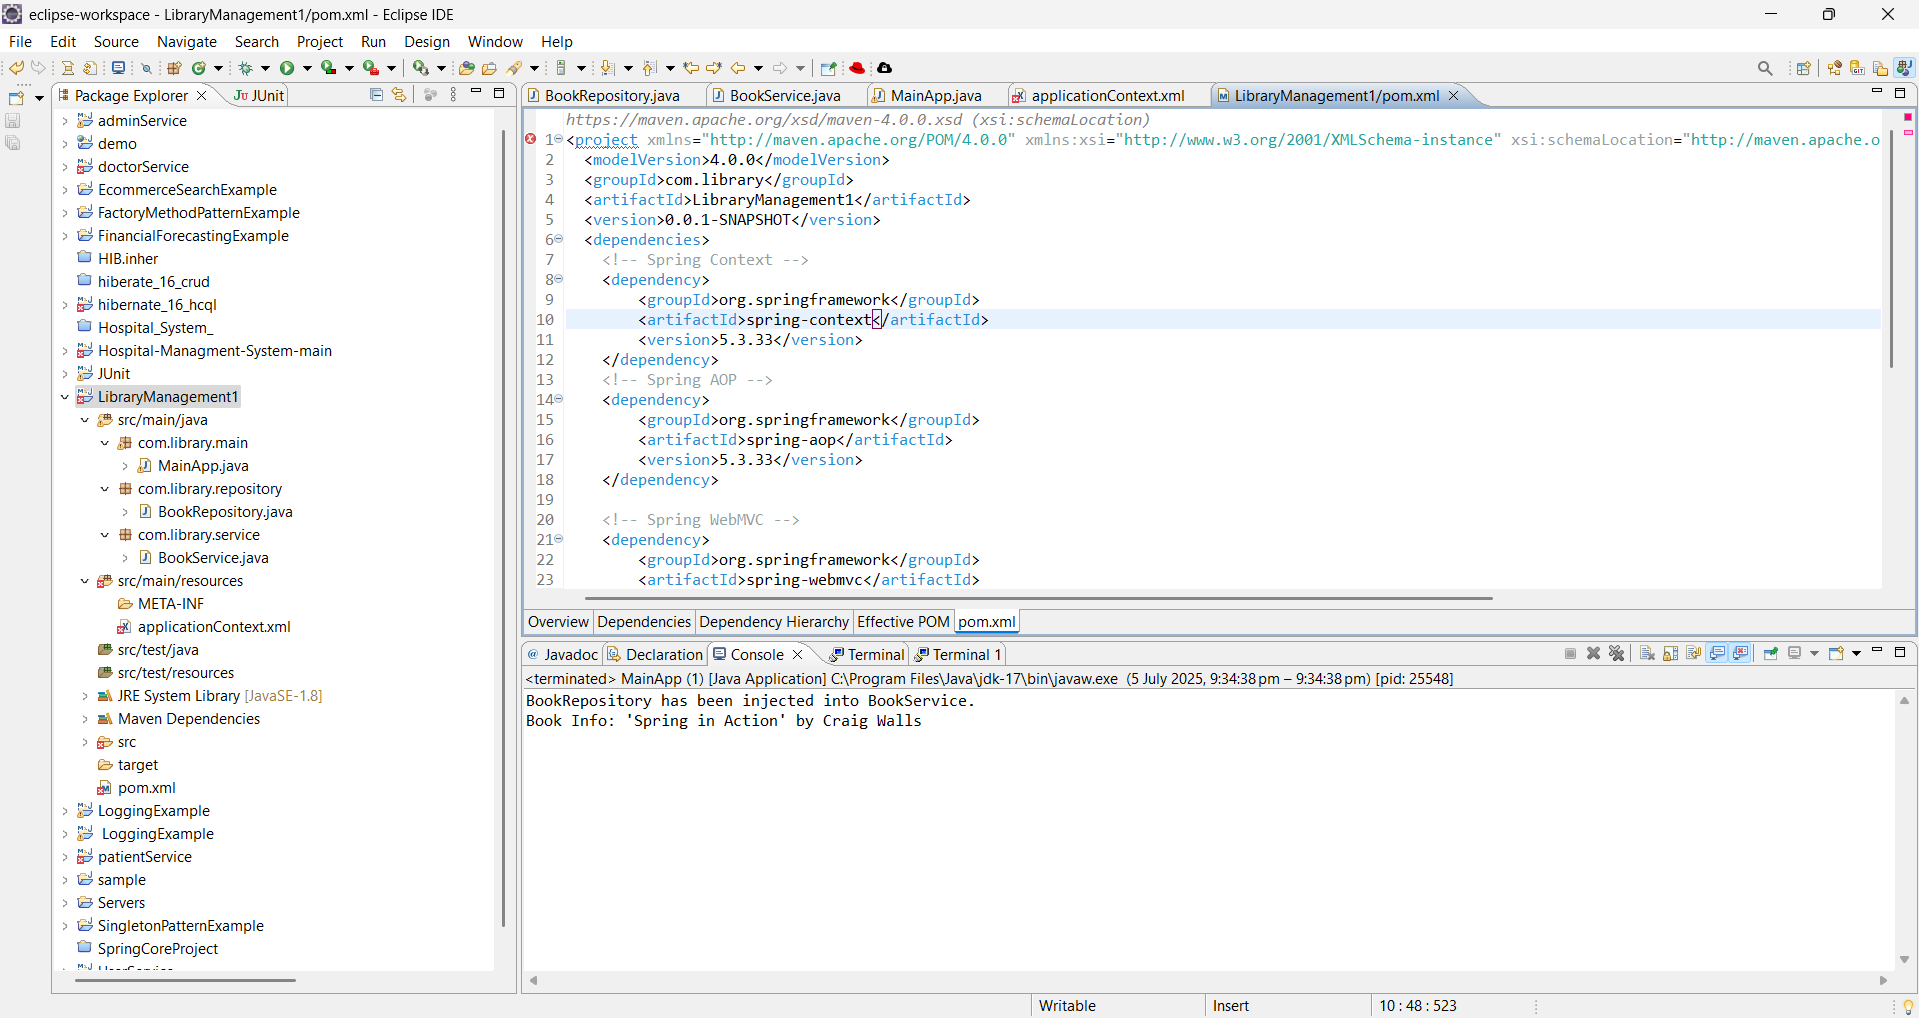 eclipse-workspace - LibraryManagement1/pom.xml - Eclipse IDE
File Edit Source Navigate Search Project Run Design Window Help
Package Explorer
JUnit
adminService
demo
doctorService
EcommerceSearchExample
FactoryMethodPatternExample
FinancialForecastingExample
HIB.inher
hiberate_16_crud
hibernate_16_hcql
Hospital_System_
Hospital-Managment-System-main
JUnit
LibraryManagement1
src/main/java
com.library.main
MainApp.java
com.library.repository
BookRepository.java
com.library.service
BookService.java
src/main/resources
META-INF
applicationContext.xml
src/test/java
src/test/resources
JRE System Library [JavaSE-1.8]
Maven Dependencies
src
target
pom.xml
LoggingExample
LoggingExample
patientService
sample
Servers
SingletonPatternExample
SpringCoreProject
BookRepository.java BookService.java MainApp.java applicationContext.xml LibraryManagement1/pom.xml
https://maven.apache.org/xsd/maven-4.0.0.xsd (xsi:schemaLocation)
1 <project xmlns="http://maven.apache.org/POM/4.0.0" xmlns:xsi="http://www.w3.org/2001/XMLSchema-instance" xsi:schemaLocation="http://maven.apache.o
2 <modelVersion>4.0.0</modelVersion>
3 <groupId>com.library</groupId>
4 <artifactId>LibraryManagement1</artifactId>
5 <version>0.0.1-SNAPSHOT</version>
6 <dependencies>
7 <!-- Spring Context -->
8 <dependency>
9 <groupId>org.springframework</groupId>
10 <artifactId>spring-context</artifactId>
11 <version>5.3.33</version>
12 </dependency>
13 <!-- Spring AOP -->
14 <dependency>
15 <groupId>org.springframework</groupId>
16 <artifactId>spring-aop</artifactId>
17 <version>5.3.33</version>
18 </dependency>
19
20 <!-- Spring WebMVC -->
21 <dependency>
22 <groupId>org.springframework</groupId>
23 <artifactId>spring-webmvc</artifactId>
Overview Dependencies Dependency Hierarchy Effective POM pom.xml
Javadoc Declaration Console Terminal Terminal 1
<terminated> MainApp (1) [Java Application] C:\Program Files\Java\jdk-17\bin\javaw.exe (5 July 2025, 9:34:38 pm – 9:34:38 pm) [pid: 25548]
BookRepository has been injected into BookService.
Book Info: 'Spring in Action' by Craig Walls
Writable Insert 10 : 48 : 523